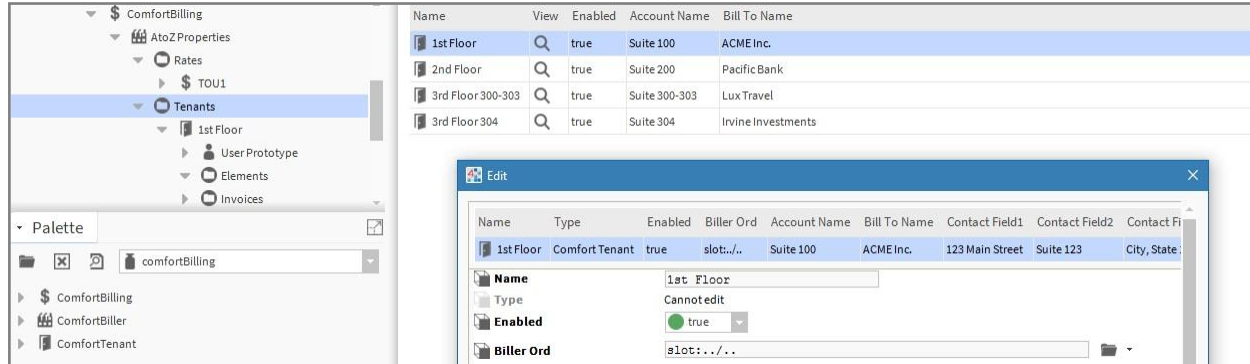 ComfortBilling
AtoZProperties
Rates
TOU1
Tenants
1st Floor
User Prototype
Elements
Invoices
Palette
comfortBilling
ComfortBilling
ComfortBiller
ComfortTenant
Name View Enabled Account Name Bill To Name
1st Floor true Suite 100 ACME Inc.
2nd Floor true Suite 200 Pacific Bank
3rd Floor 300-303 true Suite 300-303 Lux Travel
3rd Floor 304 true Suite 304 Irvine Investments
Edit
Name Type Enabled Biller Ord Account Name Bill To Name Contact Field1 Contact Field2 Contact Fi
1st Floor Comfort Tenant true slot:../.. Suite 100 ACME Inc. 123 Main Street Suite 123 City, State
Name 1st Floor
Type Cannot edit
Enabled true
Biller Ord slot:../..